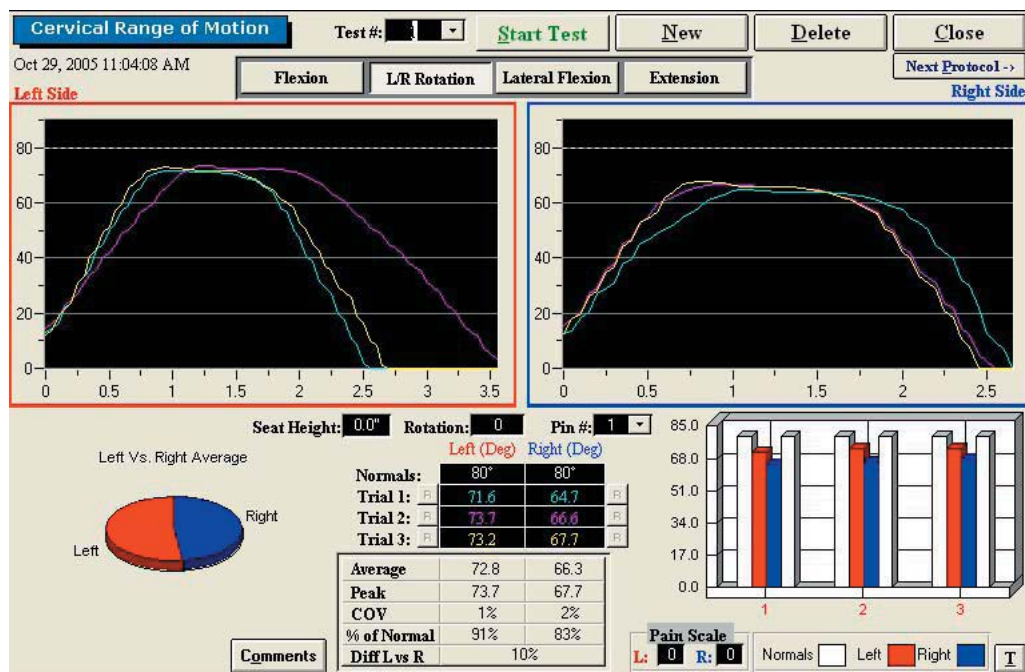 Cervical Range of Motion
Test #: 1 Start Test New Delete Close
Oct 29, 2005 11:04:08 AM
Flexion L/R Rotation Lateral Flexion Extension
Next Protocol ->
Left Side Right Side
80 80
60 60
40 40
20 20
0 0
0 0.5 1 1.5 2 2.5 3 3.5 0 0.5 1 1.5 2 2.5
Seat Height: 0.0" Rotation: 0 Pin #: 1
Left Vs. Right Average
Right
Left
Left (Deg) Right (Deg)
Normals: 80° 80°
Trial 1: R 71.6 64.7 R
Trial 2: R 73.7 66.6 R
Trial 3: R 73.2 67.7 R
Average 72.8 66.3
Peak 73.7 67.7
COV 1% 2%
% of Normal 91% 83%
Diff L vs R 10%
Comments
85.0
68.0
51.0
34.0
17.0
0.0
1 2 3
Pain Scale
L: 0 R: 0
Normals Left Right
T